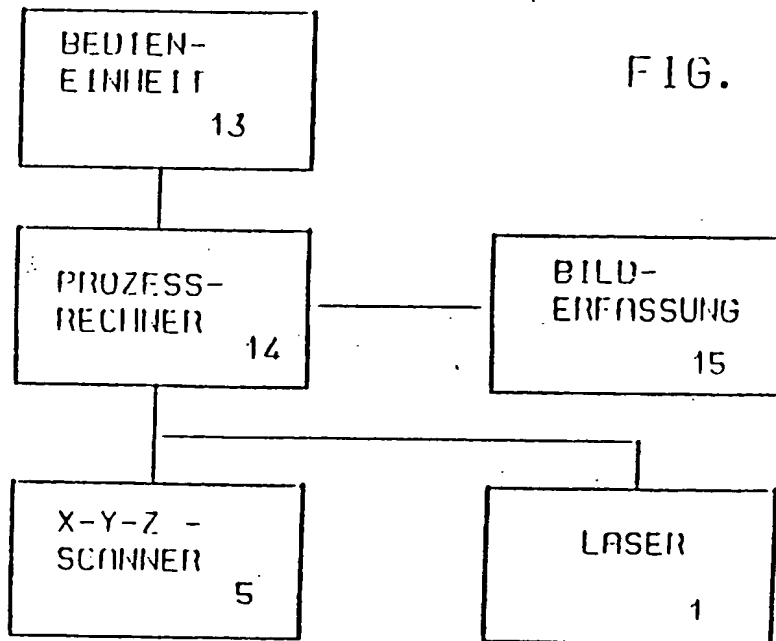 BEDIEN-
EINHEIT
13
FIG.
PROZESS-
RECHNER
14
BILD-
ERFASSUNG
15
X-Y-Z -
SCANNER
5
LASER
1